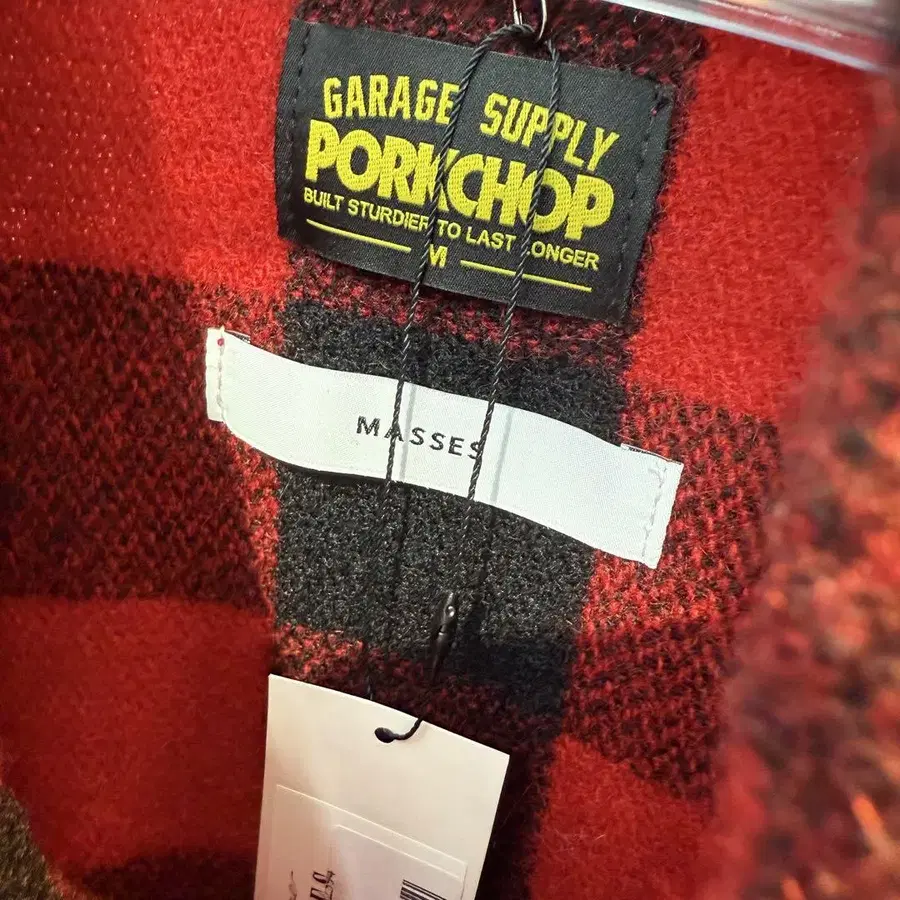 GARAGE SUPPLY
PORKCHOP
BUILT STURDIER TO LAST LONGER
M
MASSES